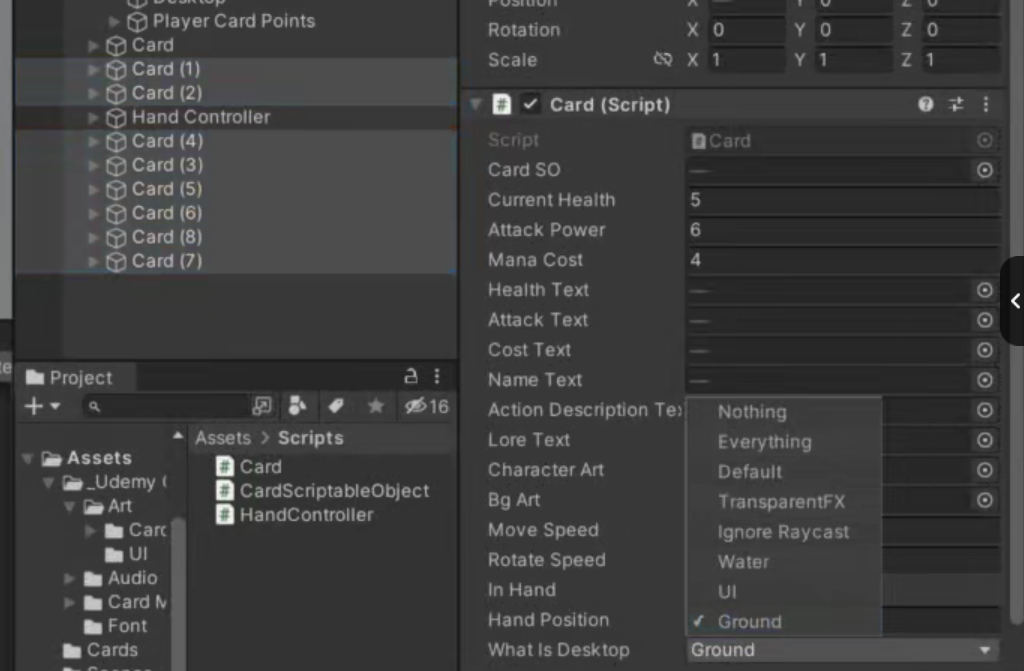 Desktop
Player Card Points
Card
Card (1)
Card (2)
Hand Controller
Card (4)
Card (3)
Card (5)
Card (6)
Card (8)
Card (7)
Position X — Y 0 Z 0
Rotation X 0 Y 0 Z 0
Scale X 1 Y 1 Z 1
# Card (Script)
Script # Card
Card SO —
Current Health 5
Attack Power 6
Mana Cost 4
Health Text —
Attack Text —
Cost Text —
Name Text —
Action Description Te
Lore Text
Character Art
Bg Art
Move Speed
Rotate Speed
In Hand
Hand Position
What Is Desktop Ground
Nothing
Everything
Default
TransparentFX
Ignore Raycast
Water
UI
✓ Ground
Project
16
Assets
_Udemy
Art
Card
UI
Audio
Card M
Font
Cards
Assets > Scripts
# Card
# CardScriptableObject
# HandController